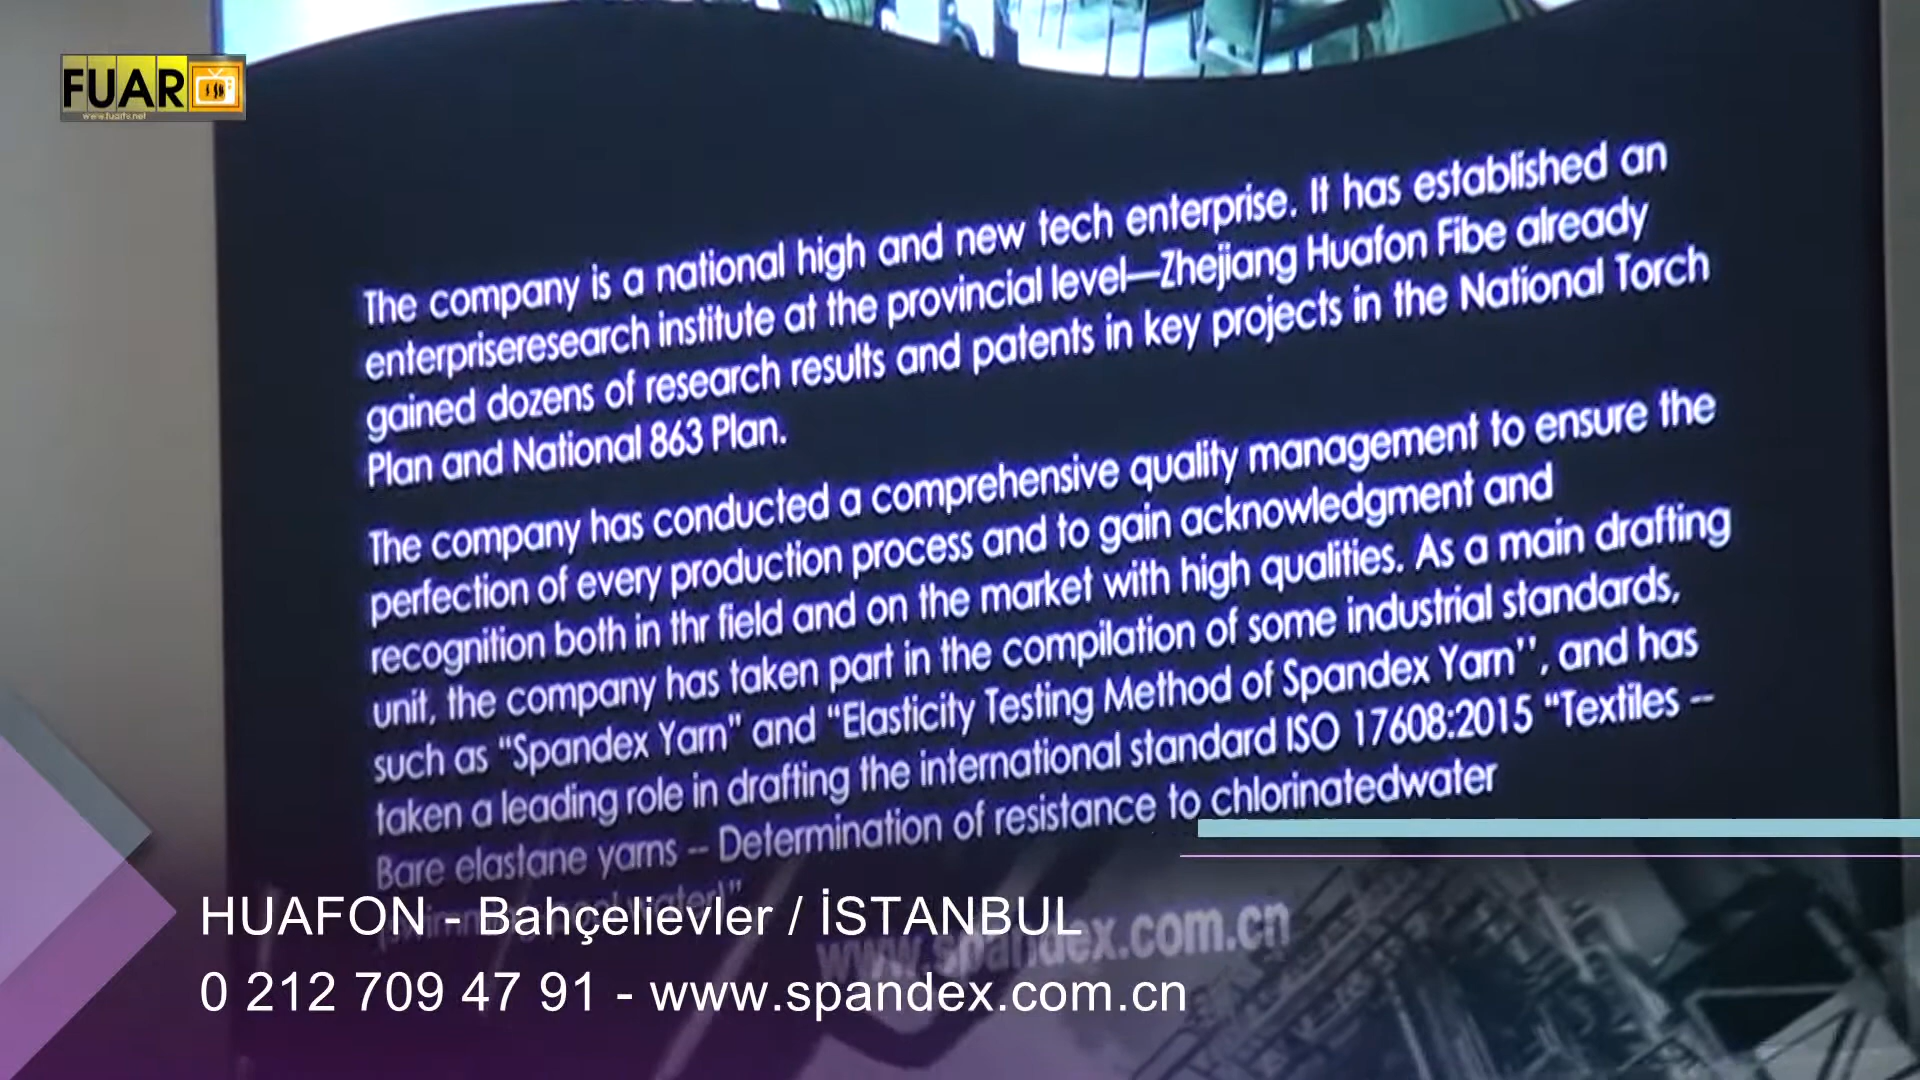 FUAR
www.fuartv.net
The company is a national high and new tech enterprise. It has established an
enterpriseresearch institute at the provincial level—Zhejiang Huafon Fibe already
gained dozens of research results and patents in key projects in the National Torch
Plan and National 863 Plan.
The company has conducted a comprehensive quality management to ensure the
perfection of every production process and to gain acknowledgment and
recognition both in thr field and on the market with high qualities. As a main drafting
unit, the company has taken part in the compilation of some industrial standards,
such as “Spandex Yarn” and “Elasticity Testing Method of Spandex Yarn’’, and has
taken a leading role in drafting the international standard ISO 17608:2015 “Textiles --
Bare elastane yarns -- Determination of resistance to chlorinatedwater
www.spandex.com.cn
HUAFON - Bahçelievler / İSTANBUL
0 212 709 47 91 - www.spandex.com.cn